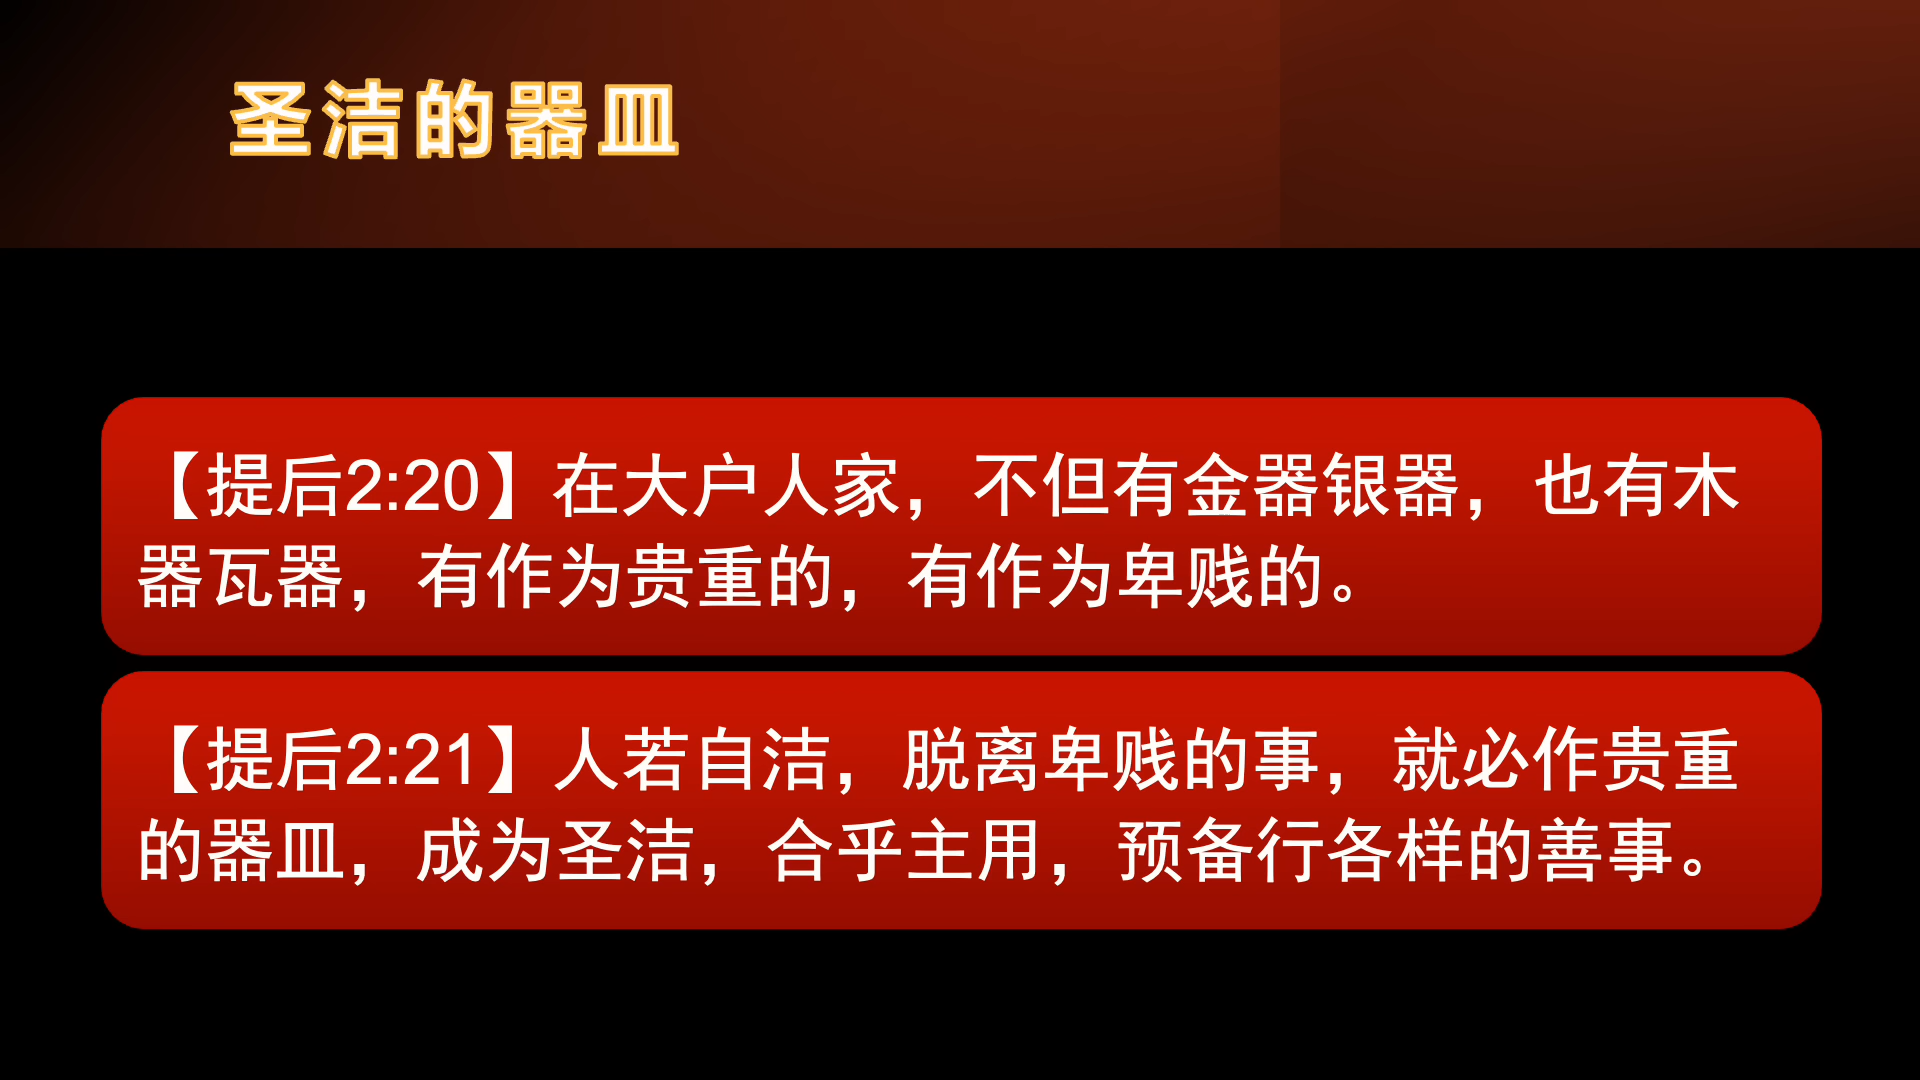 圣洁的器皿
【提后2:20】在大户人家，不但有金器银器，也有木
器瓦器，有作为贵重的，有作为卑贱的。
【提后2:21】人若自洁，脱离卑贱的事，就必作贵重
的器皿，成为圣洁，合乎主用，预备行各样的善事。